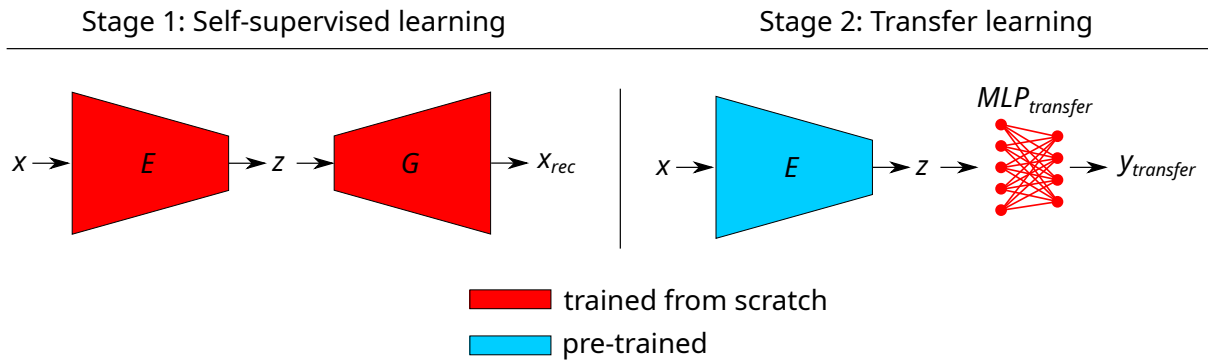 Stage 1: Self-supervised learning
Stage 2: Transfer learning
x E z G x_rec
x E z MLP_transfer y_transfer
trained from scratch
pre-trained